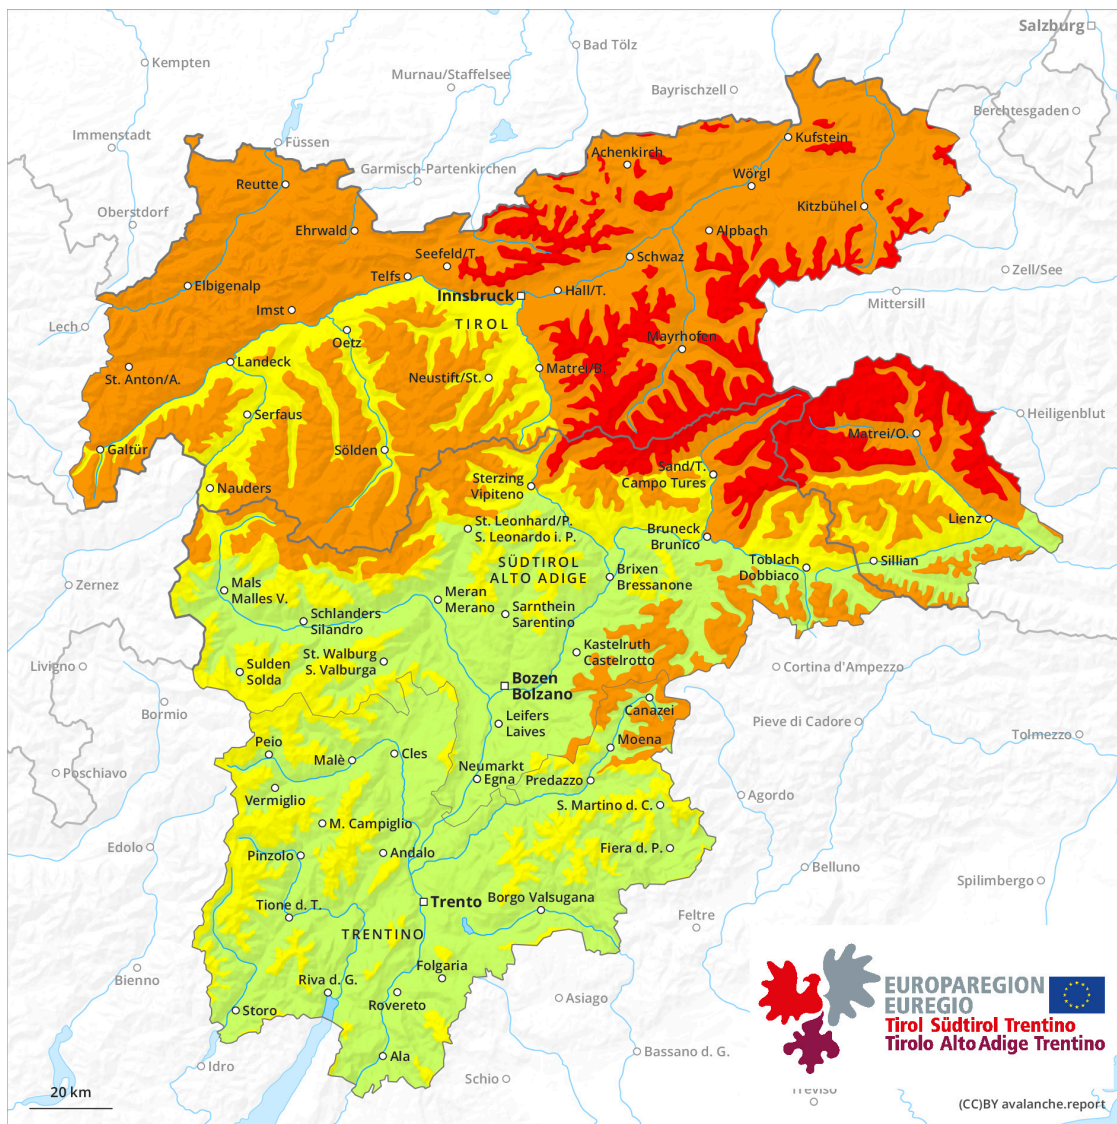 Salzburg
Bad Tölz
Kempten
Murnau/Staffelsee
Bayrischzell
Berchtesgaden
Immenstadt
Füssen
Kufstein
Achenkirch
Garmisch-Partenkirchen
Wörgl
Reutte
Kitzbühel
Oberstdorf
Ehrwald
Alpbach
Seefeld/T.
Schwaz
Zell/See
Telfs
Elbigenalp
Innsbruck
Hall/T.
Mittersill
Imst
TIROL
Lech
Oetz
Mayrhofen
Landeck
St. Anton/A.
Neustift/St.
Matrei/B.
Serfaus
Heiligenblut
Matrei/O.
Galtür
Sölden
Sand/T.
Campo Tures
Sterzing
Vipiteno
Nauders
St. Leonhard/P.
S. Leonardo i. P.
Lienz
Bruneck
Brunico
SÜDTIROL
ALTO ADIGE
Toblach
Dobbiaco
Sillian
Brixen
Bressanone
Zernez
Mals
Malles V.
Meran
Merano
Sarnthein
Sarentino
Schlanders
Silandro
Kastelruth
Castelrotto
St. Walburg
S. Valburga
Livigno
Sulden
Solda
Cortina d'Ampezzo
Bozen
Bolzano
Canazei
Bormio
Leifers
Laives
Pieve di Cadore
Tolmezzo
Peio
Moena
Cles
Malè
Poschiavo
Neumarkt
Egna
Predazzo
Vermiglio
Agordo
S. Martino d. C.
M. Campiglio
Edolo
Fiera d. P.
Pinzolo
Andalo
Belluno
Spilimbergo
Borgo Valsugana
Trento
Tione d. T.
Feltre
TRENTINO
Folgaria
Bienno
Riva d. G.
Rovereto
Asiago
Storo
EUROPAREGION
EUREGIO
Tirol Südtirol Trentino
Tirolo Alto Adige Trentino
Ala
Bassano d. G.
Idro
Schio
Treviso
20 km
(CC)BY avalanche.report